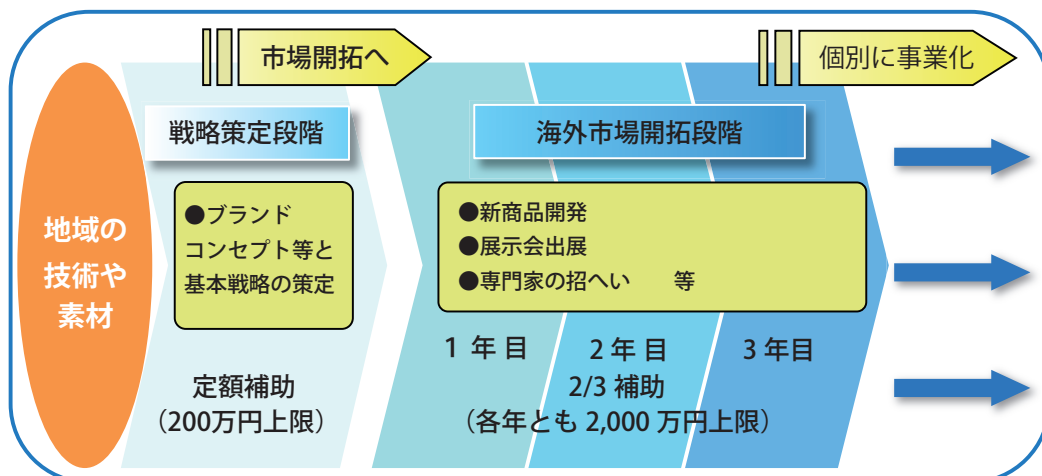 市場開拓へ
個別に事業化
戦略策定段階
海外市場開拓段階
地域の
技術や
素材
●ブランド
コンセプト等と
基本戦略の策定
●新商品開発
●展示会出展
●専門家の招へい　等
1 年 目
2 年 目
3 年目
定額補助
（200万円上限）
2/3 補助
（各年とも 2,000 万円上限）